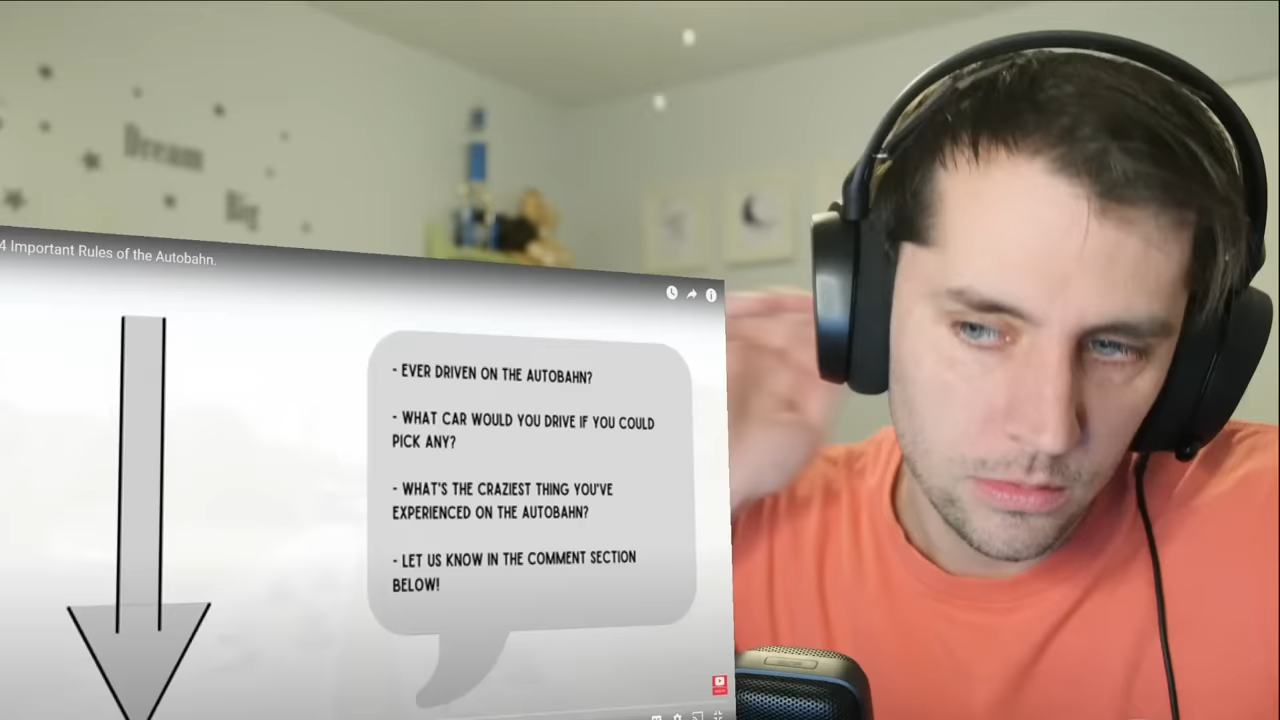 Dream
Big
4 Important Rules of the Autobahn.
- EVER DRIVEN ON THE AUTOBAHN?
- WHAT CAR WOULD YOU DRIVE IF YOU COULD
PICK ANY?
- WHAT'S THE CRAZIEST THING YOU'VE
EXPERIENCED ON THE AUTOBAHN?
- LET US KNOW IN THE COMMENT SECTION
BELOW!